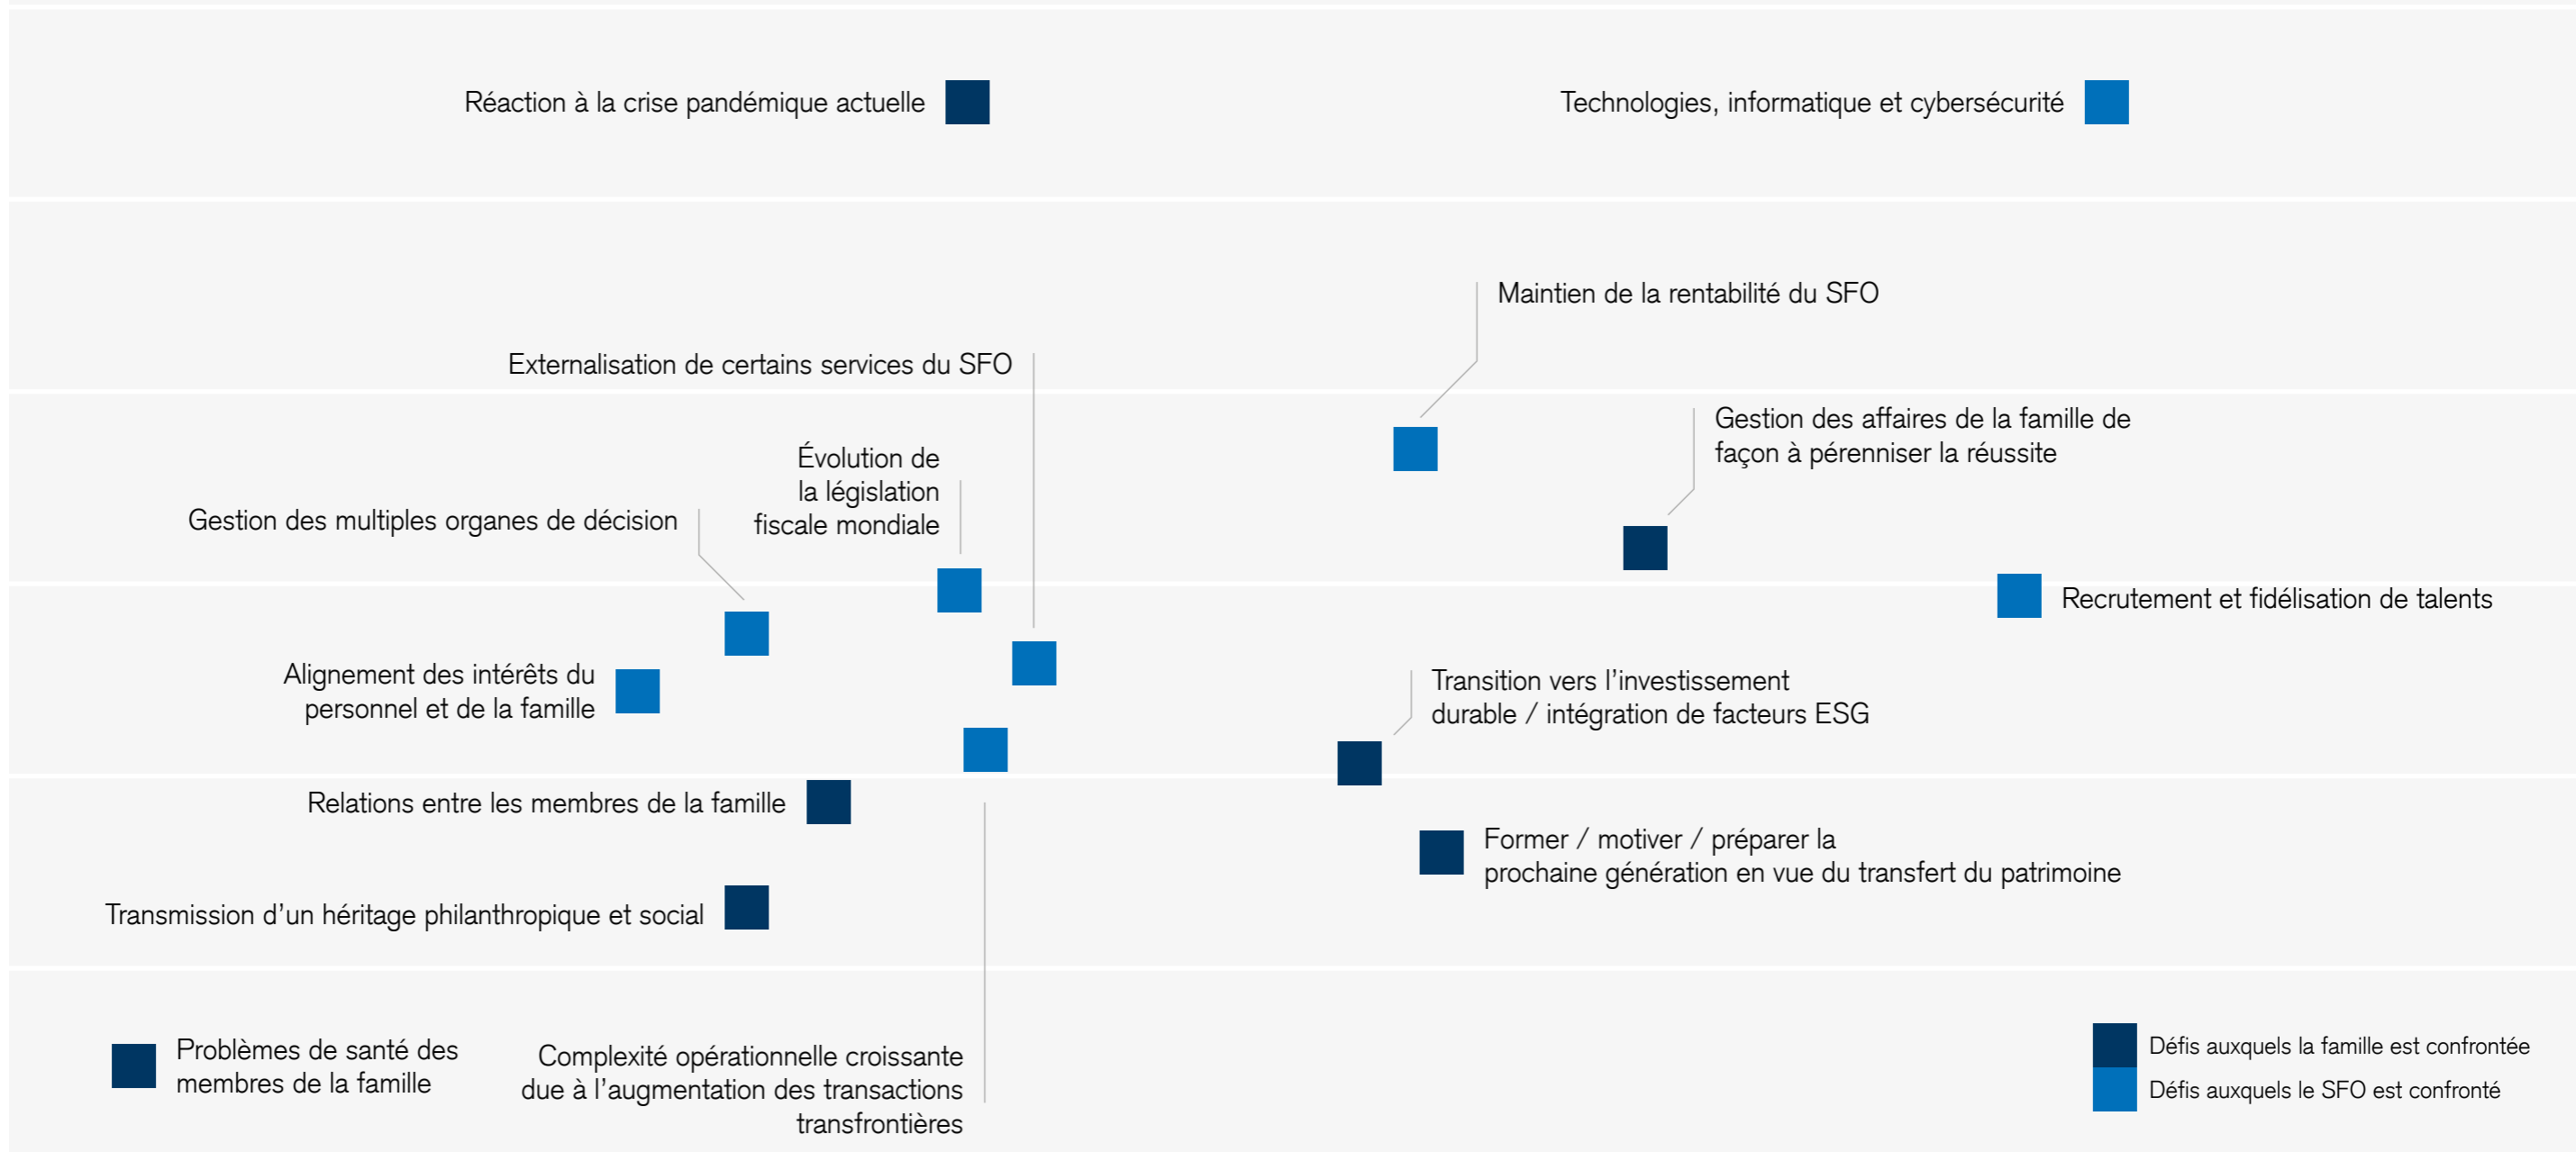 Réaction à la crise pandémique actuelle
Technologies, informatique et cybersécurité
Maintien de la rentabilité du SFO
Externalisation de certains services du SFO
Gestion des affaires de la famille de
façon à pérenniser la réussite
Évolution de
la législation
fiscale mondiale
Gestion des multiples organes de décision
Recrutement et fidélisation de talents
Alignement des intérêts du
personnel et de la famille
Transition vers l’investissement
durable / intégration de facteurs ESG
Relations entre les membres de la famille
Former / motiver / préparer la
prochaine génération en vue du transfert du patrimoine
Transmission d’un héritage philanthropique et social
Problèmes de santé des
membres de la famille
Complexité opérationnelle croissante
due à l’augmentation des transactions
transfrontières
Défis auxquels la famille est confrontée
Défis auxquels le SFO est confronté